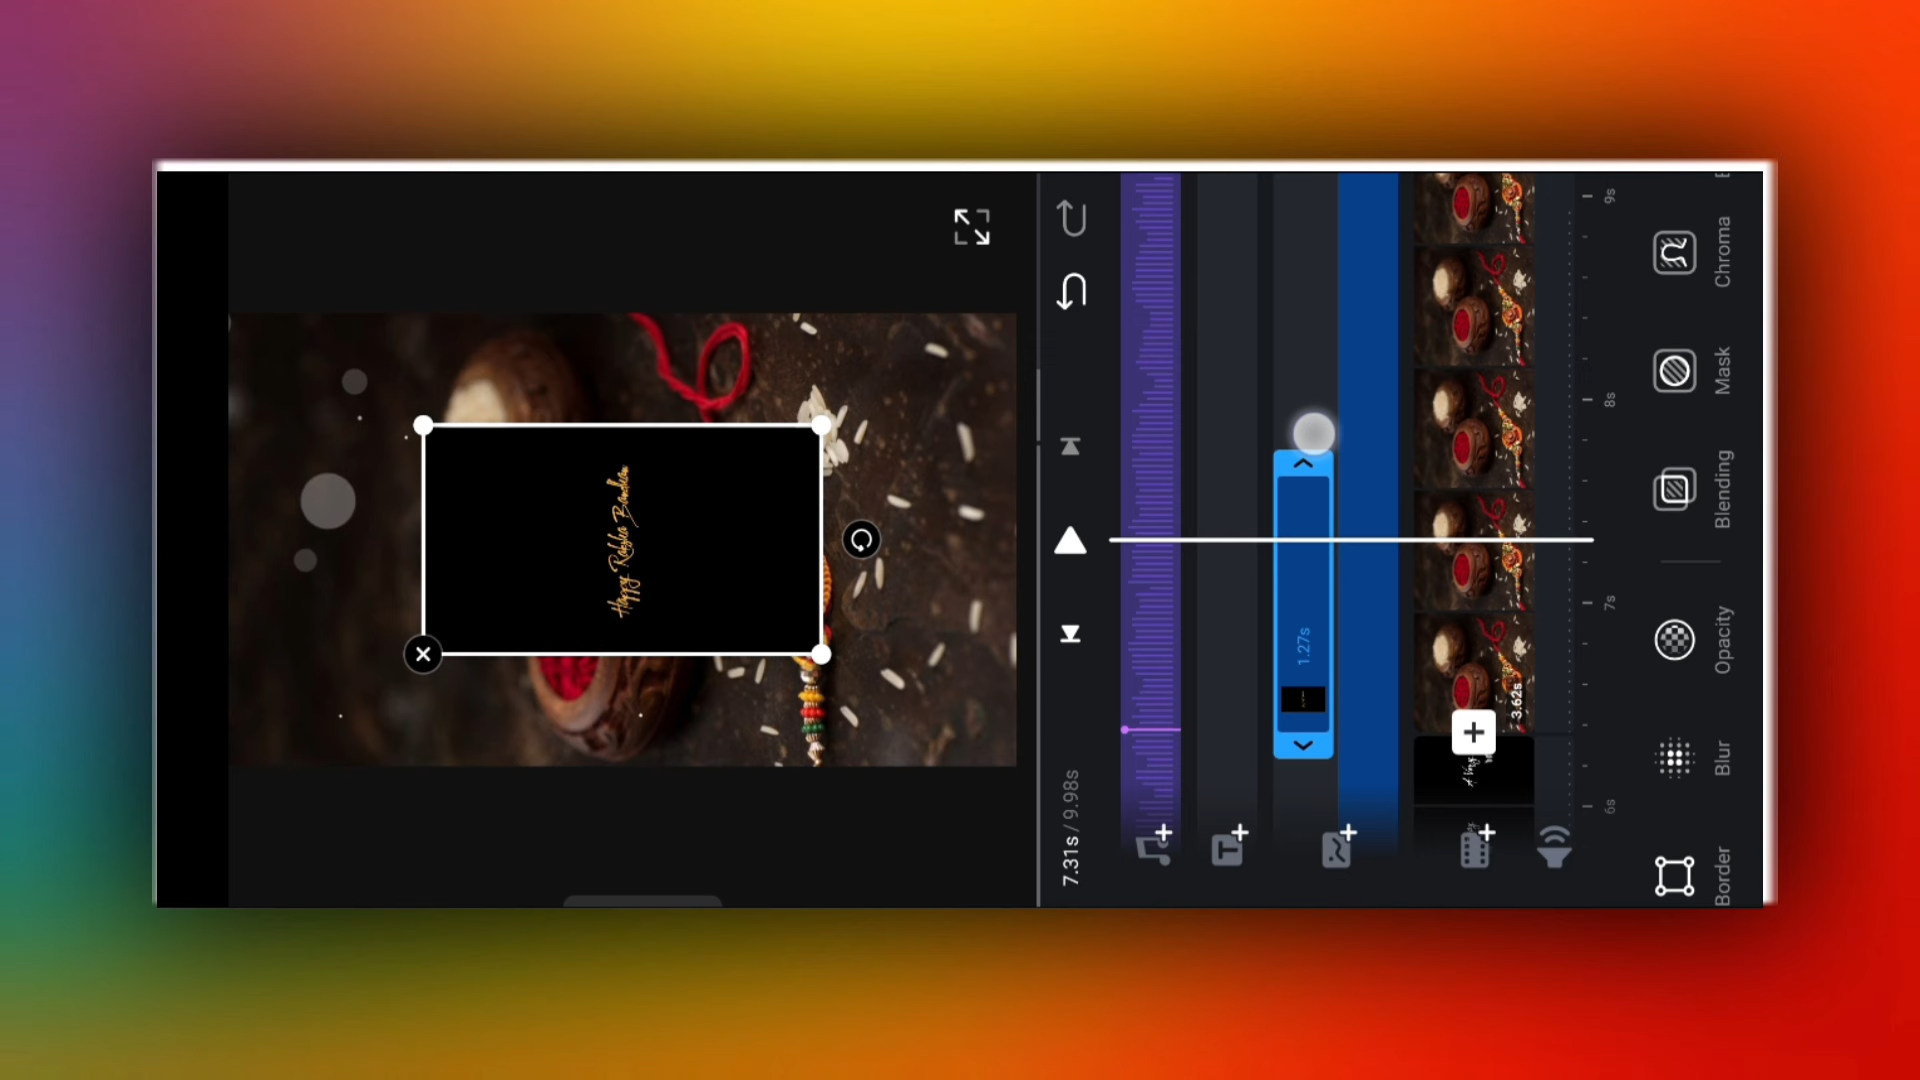 Happy Raksha Bandhan
7.31s / 9.98s
1.27s
3.62s
9s
8s
7s
6s
Chroma
Mask
Blending
Opacity
Blur
Border